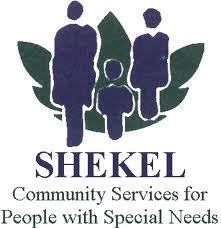 SHEKEL
Community Services for
People with Special Needs